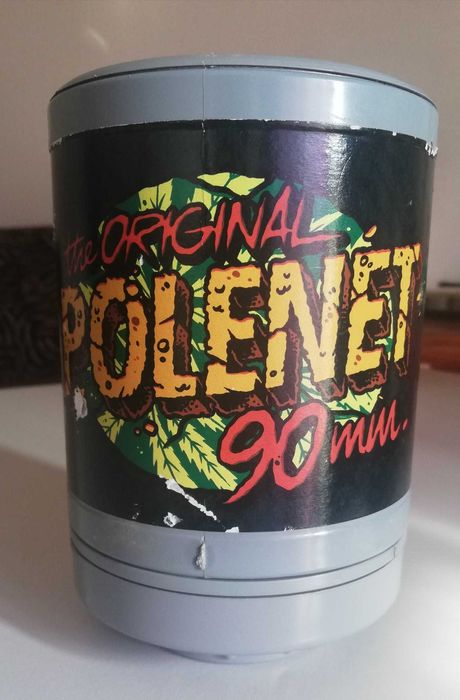 the ORIGINAL
POLENET
90 mm.